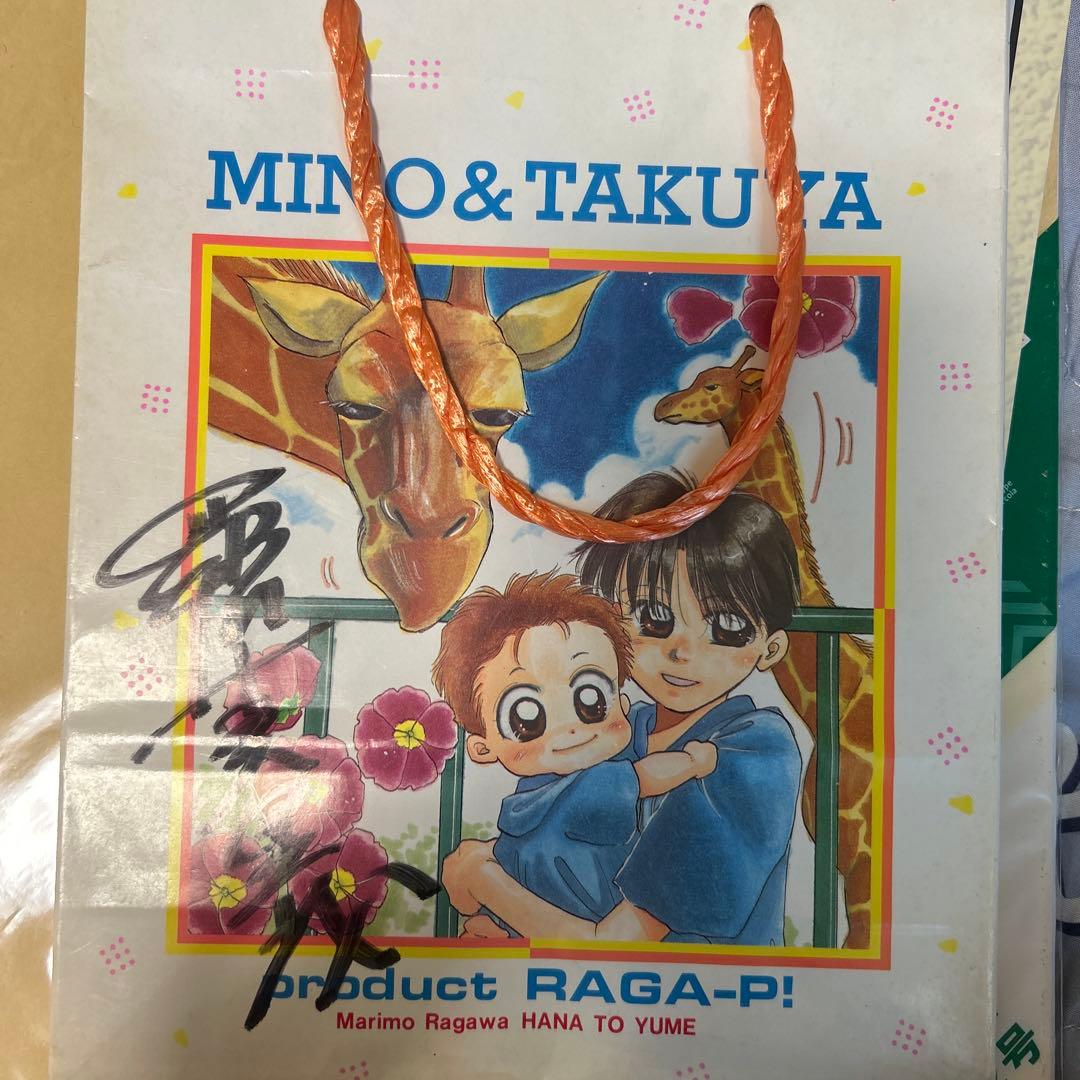 MINO & TAKUYA
product RAGA-P!
Marimo Ragawa HANA TO YUME